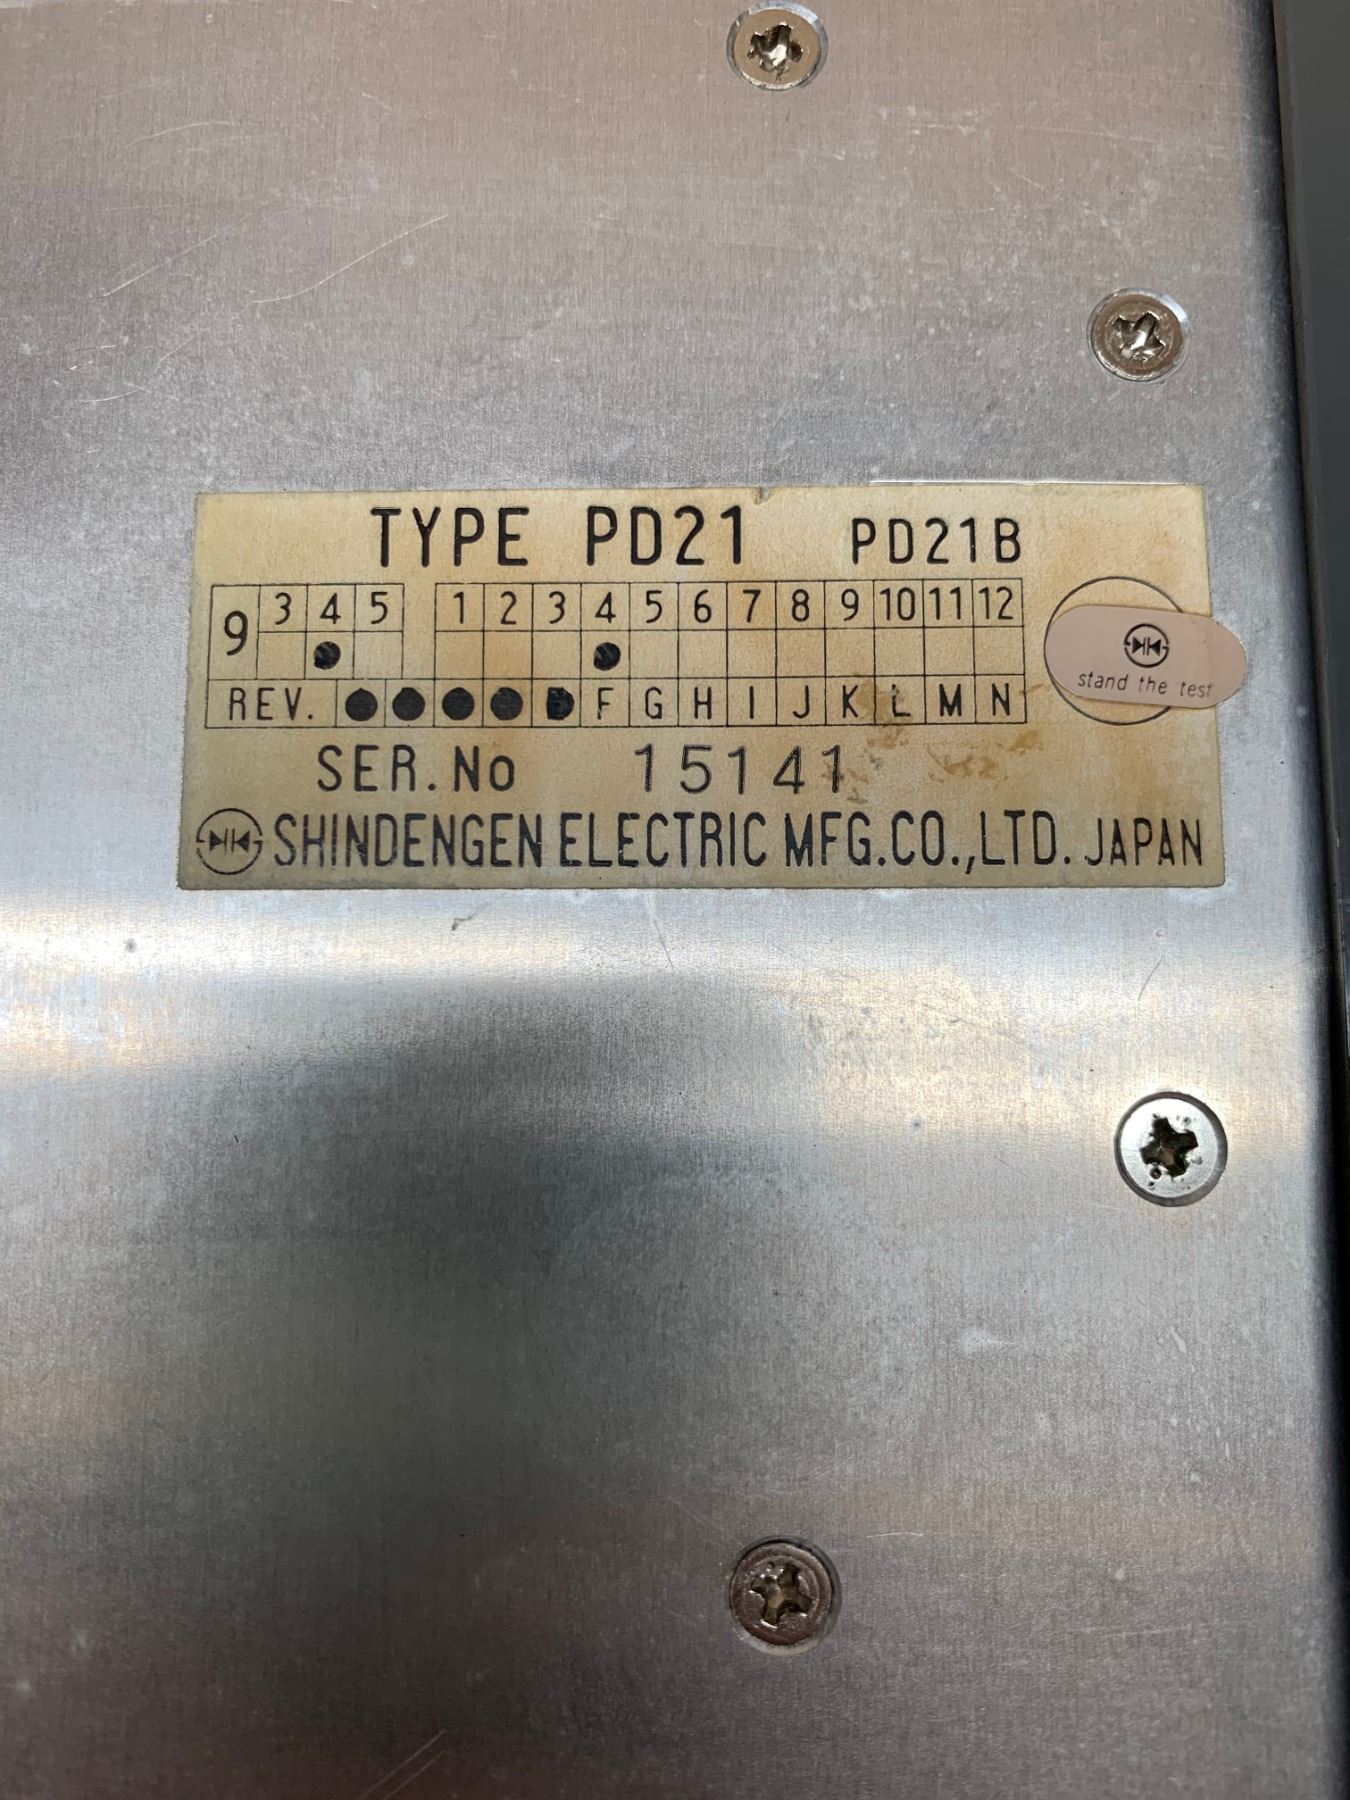 TYPE PD21 PD21B
9 3 4 5 1 2 3 4 5 6 7 8 9 10 11 12
REV. F G H I J K L M N
stand the test
SER. No 15141
SHINDENGEN ELECTRIC MFG.CO.,LTD. JAPAN